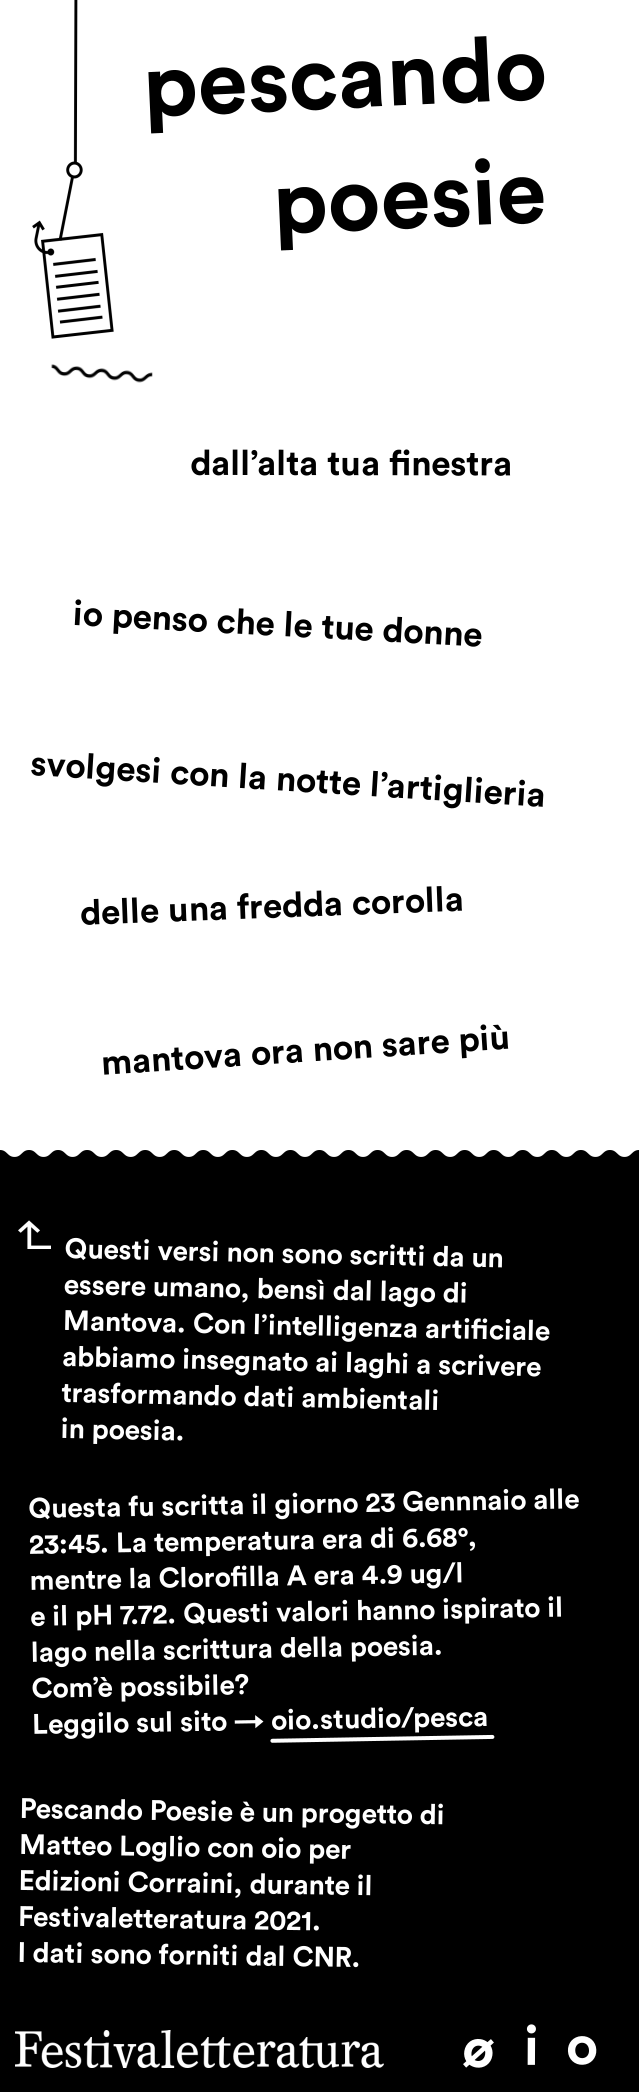 pescando
poesie
dall’alta tua finestra
io penso che le tue donne
svolgesi con la notte l’artiglieria
delle una fredda corolla
mantova ora non sare più
Questi versi non sono scritti da un
essere umano, bensì dal lago di
Mantova. Con l’intelligenza artificiale
abbiamo insegnato ai laghi a scrivere
trasformando dati ambientali
in poesia.
Questa fu scritta il giorno 23 Gennnaio alle
23:45. La temperatura era di 6.68°,
mentre la Clorofilla A era 4.9 ug/l
e il pH 7.72. Questi valori hanno ispirato il
lago nella scrittura della poesia.
Com’è possibile?
Leggilo sul sito → oio.studio/pesca
Pescando Poesie è un progetto di
Matteo Loglio con oio per
Edizioni Corraini, durante il
Festivaletteratura 2021.
I dati sono forniti dal CNR.
Festivaletteratura ø i o